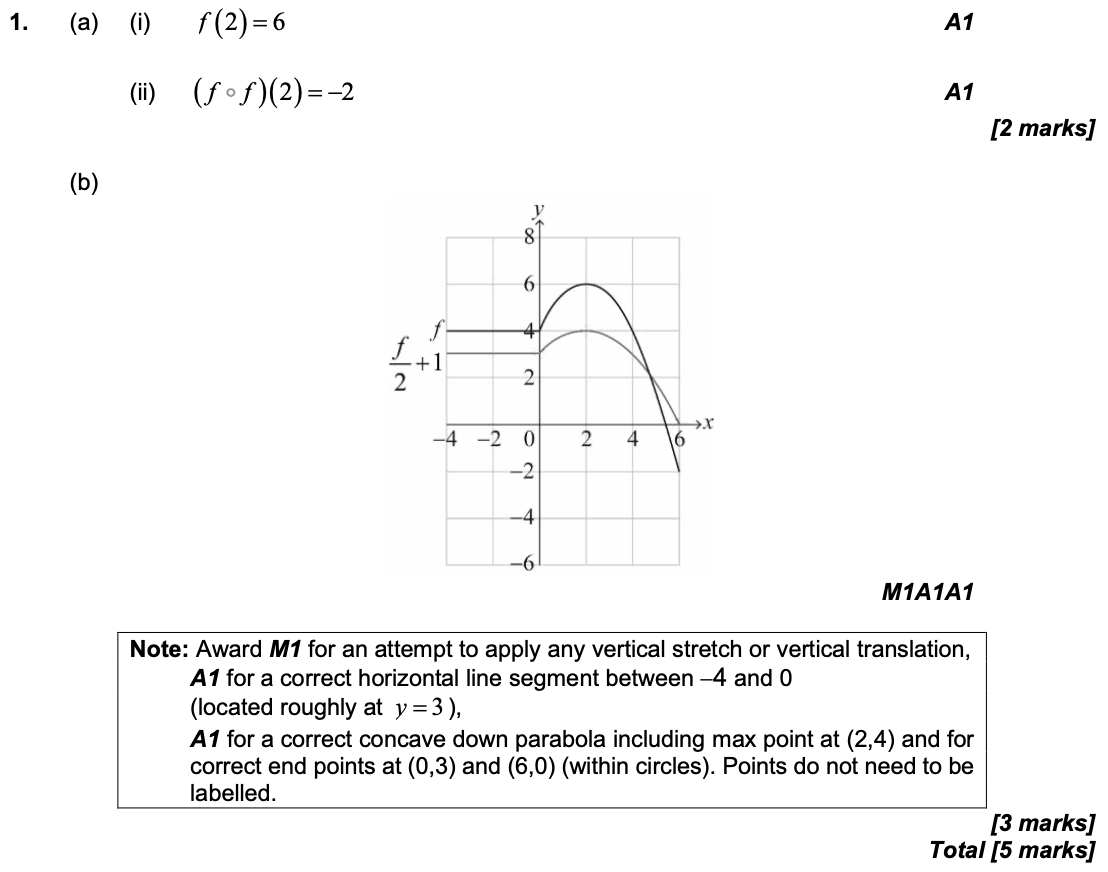 1. (a) (i) f(2)=6 A1
(ii) (f∘f)(2)=−2 A1
[2 marks]
(b)
y
8
6
f
4
f/2+1
2
−4 −2 0 2 4 6 x
−2
−4
−6
M1A1A1
Note: Award M1 for an attempt to apply any vertical stretch or vertical translation,
A1 for a correct horizontal line segment between –4 and 0
(located roughly at y=3),
A1 for a correct concave down parabola including max point at (2,4) and for
correct end points at (0,3) and (6,0) (within circles). Points do not need to be
labelled.
[3 marks]
Total [5 marks]